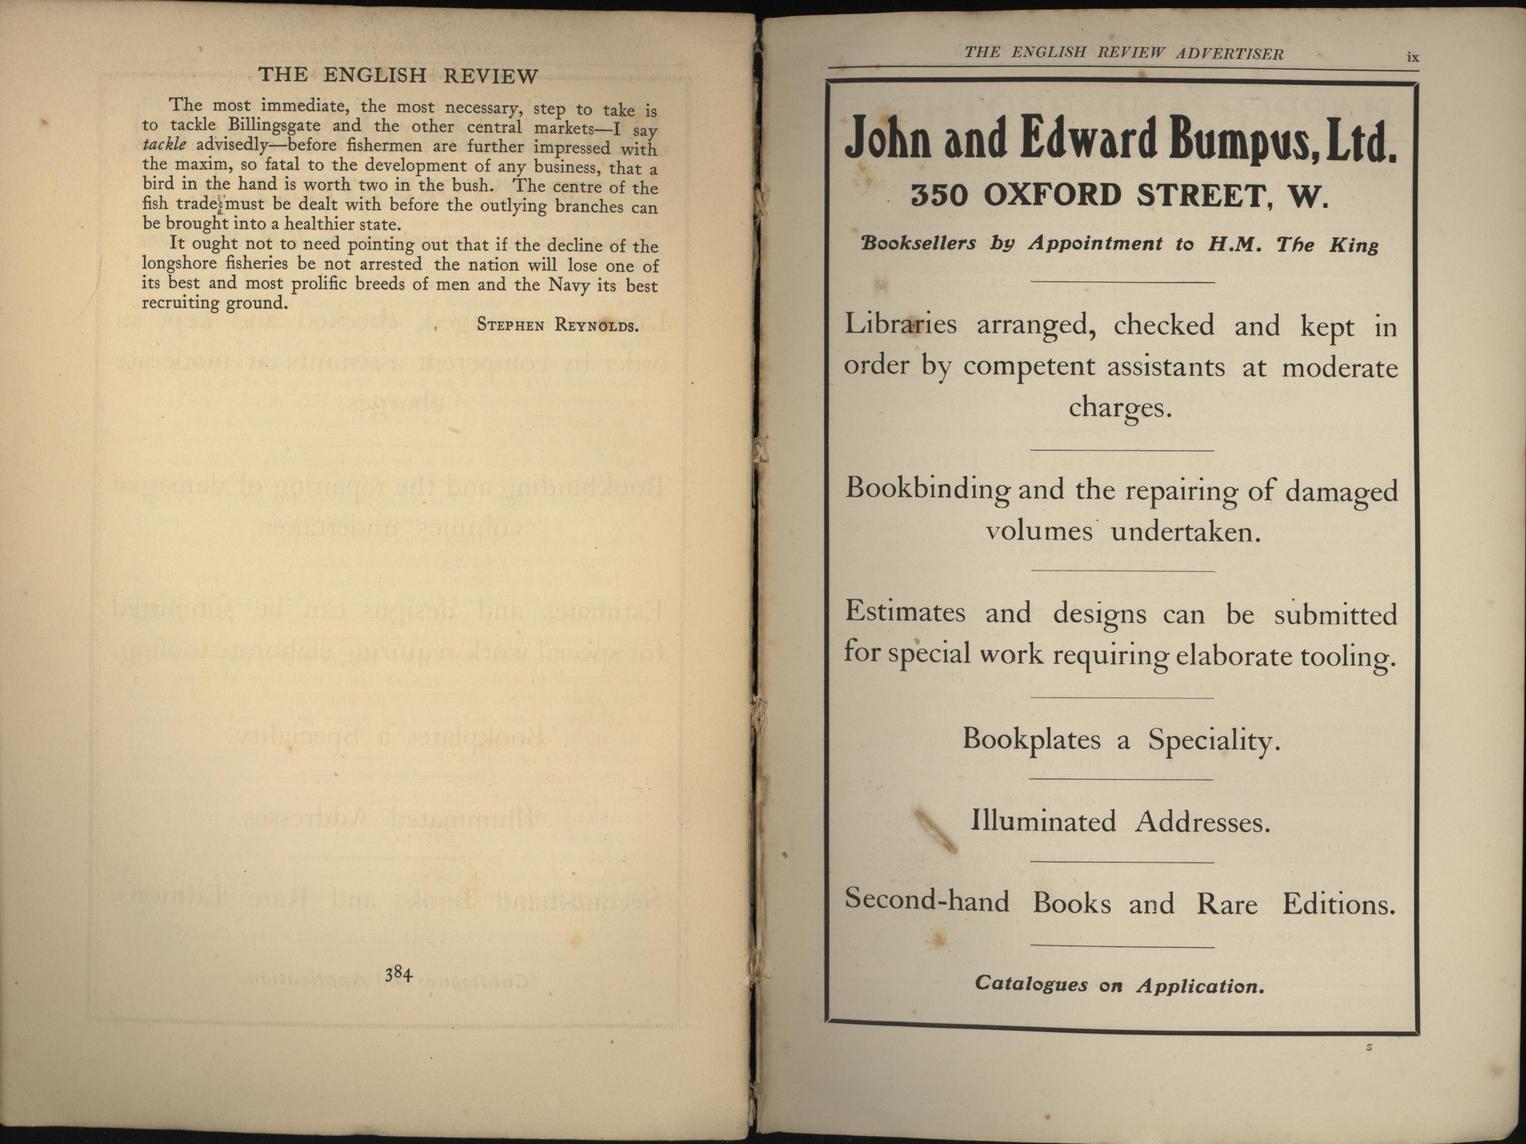 THE ENGLISH REVIEW
The most immediate, the most necessary, step to take is
to tackle Billingsgate and the other central markets—I say
tackle advisedly—before fishermen are further impressed with
the maxim, so fatal to the development of any business, that a
bird in the hand is worth two in the bush. The centre of the
fish trade must be dealt with before the outlying branches can
be brought into a healthier state.
It ought not to need pointing out that if the decline of the
longshore fisheries be not arrested the nation will lose one of
its best and most prolific breeds of men and the Navy its best
recruiting ground.
STEPHEN REYNOLDS.
384
THE ENGLISH REVIEW ADVERTISER ix
John and Edward Bumpus, Ltd.
350 OXFORD STREET, W.
Booksellers by Appointment to H.M. The King
Libraries arranged, checked and kept in
order by competent assistants at moderate
charges.
Bookbinding and the repairing of damaged
volumes undertaken.
Estimates and designs can be submitted
for special work requiring elaborate tooling.
Bookplates a Speciality.
Illuminated Addresses.
Second-hand Books and Rare Editions.
Catalogues on Application.
z